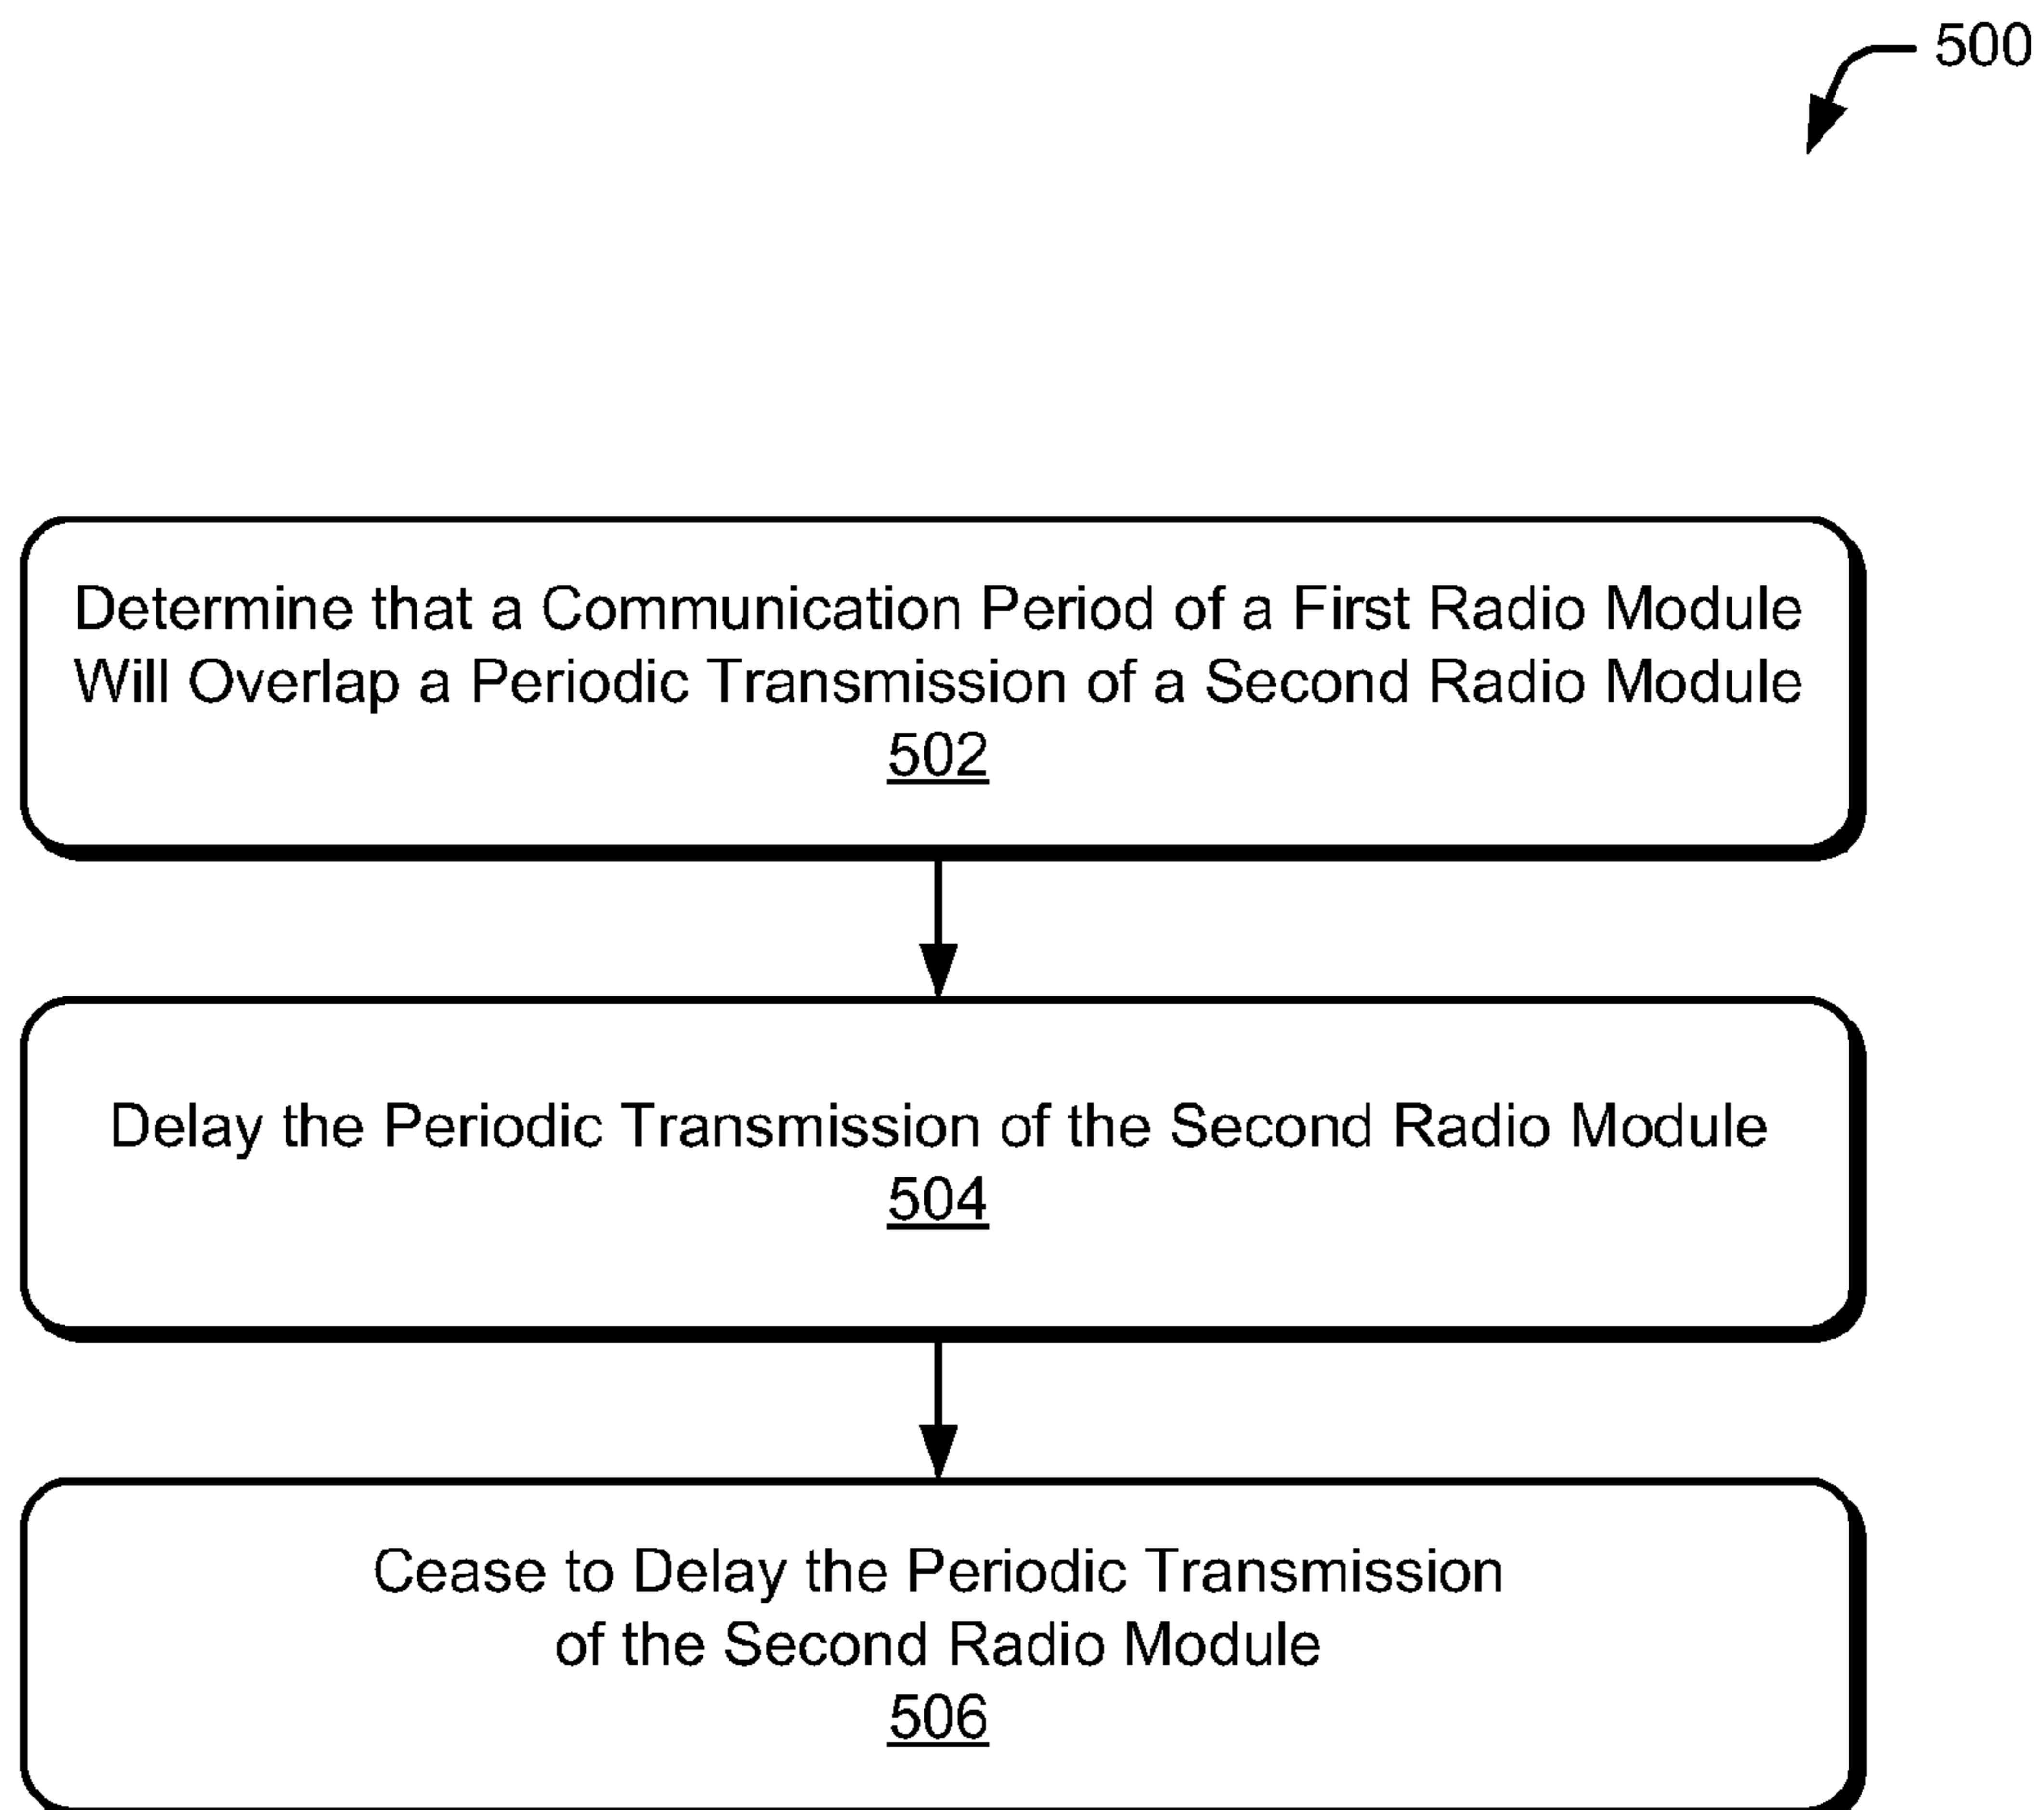 500
Determine that a Communication Period of a First Radio Module
Will Overlap a Periodic Transmission of a Second Radio Module
502
Delay the Periodic Transmission of the Second Radio Module
504
Cease to Delay the Periodic Transmission
of the Second Radio Module
506